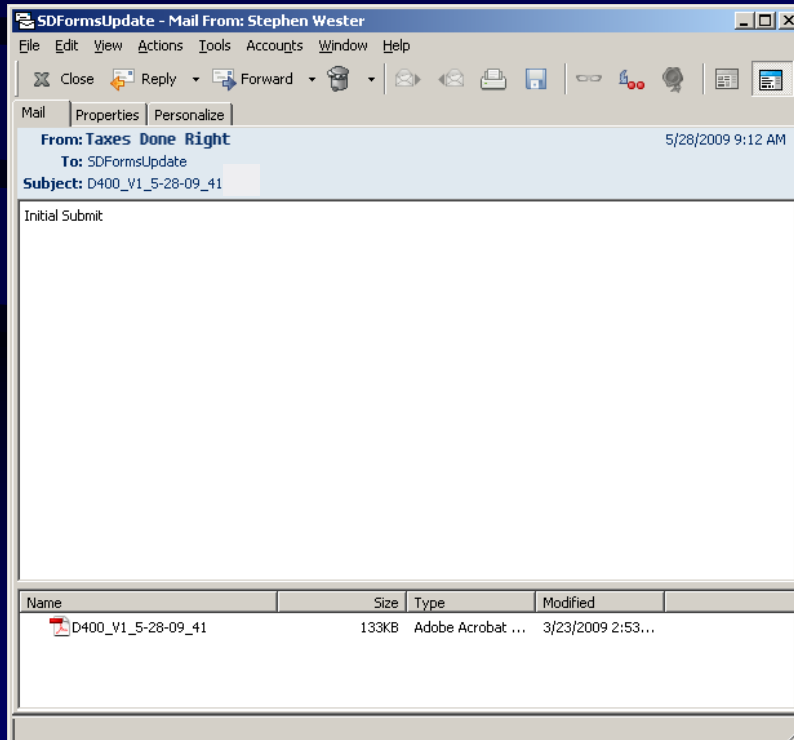 SDFormsUpdate - Mail From: Stephen Wester
File Edit View Actions Tools Accounts Window Help
Close Reply Forward
Mail Properties Personalize
From: Taxes Done Right 5/28/2009 9:12 AM
To: SDFormsUpdate
Subject: D400_V1_5-28-09_41
Initial Submit
Name Size Type Modified
D400_V1_5-28-09_41 133KB Adobe Acrobat ... 3/23/2009 2:53...